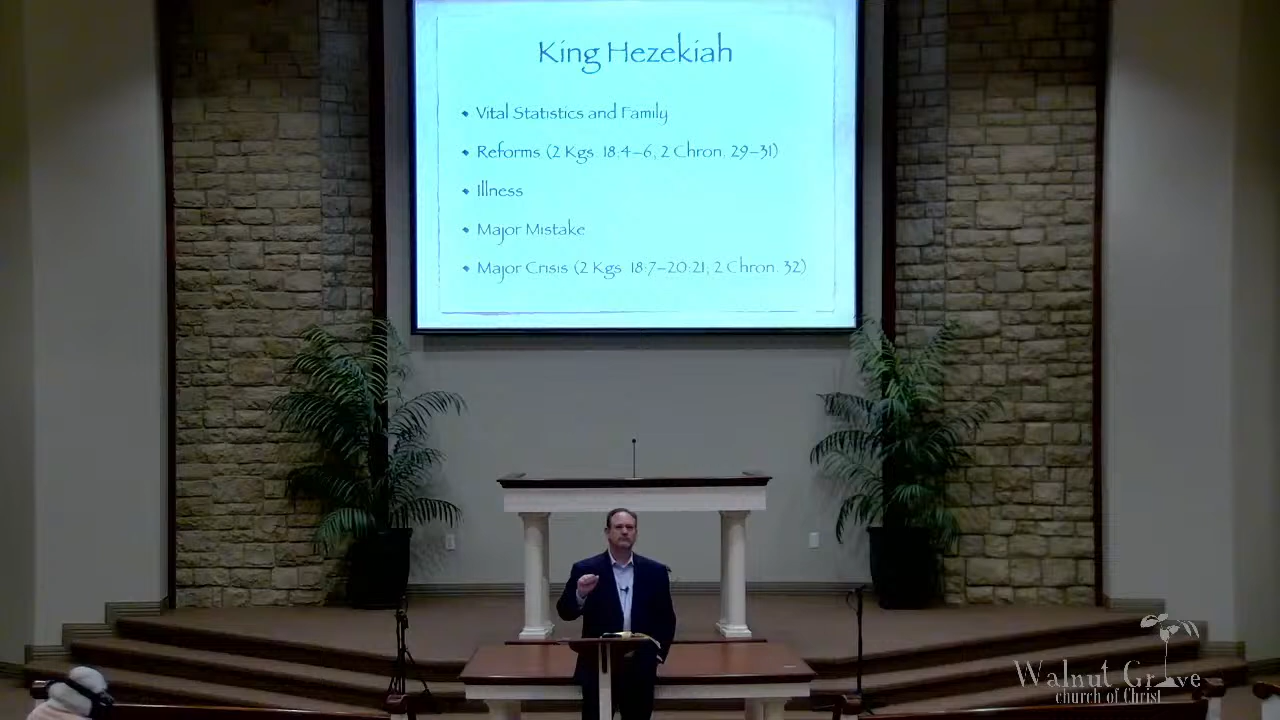 King Hezekiah
• Vital Statistics and Family
• Reforms (2 Kgs. 18:4–6, 2 Chron. 29–31)
• Illness
• Major Mistake
• Major Crisis (2 Kgs. 18:7–20:21, 2 Chron. 32)
Walnut Grove
church of Christ